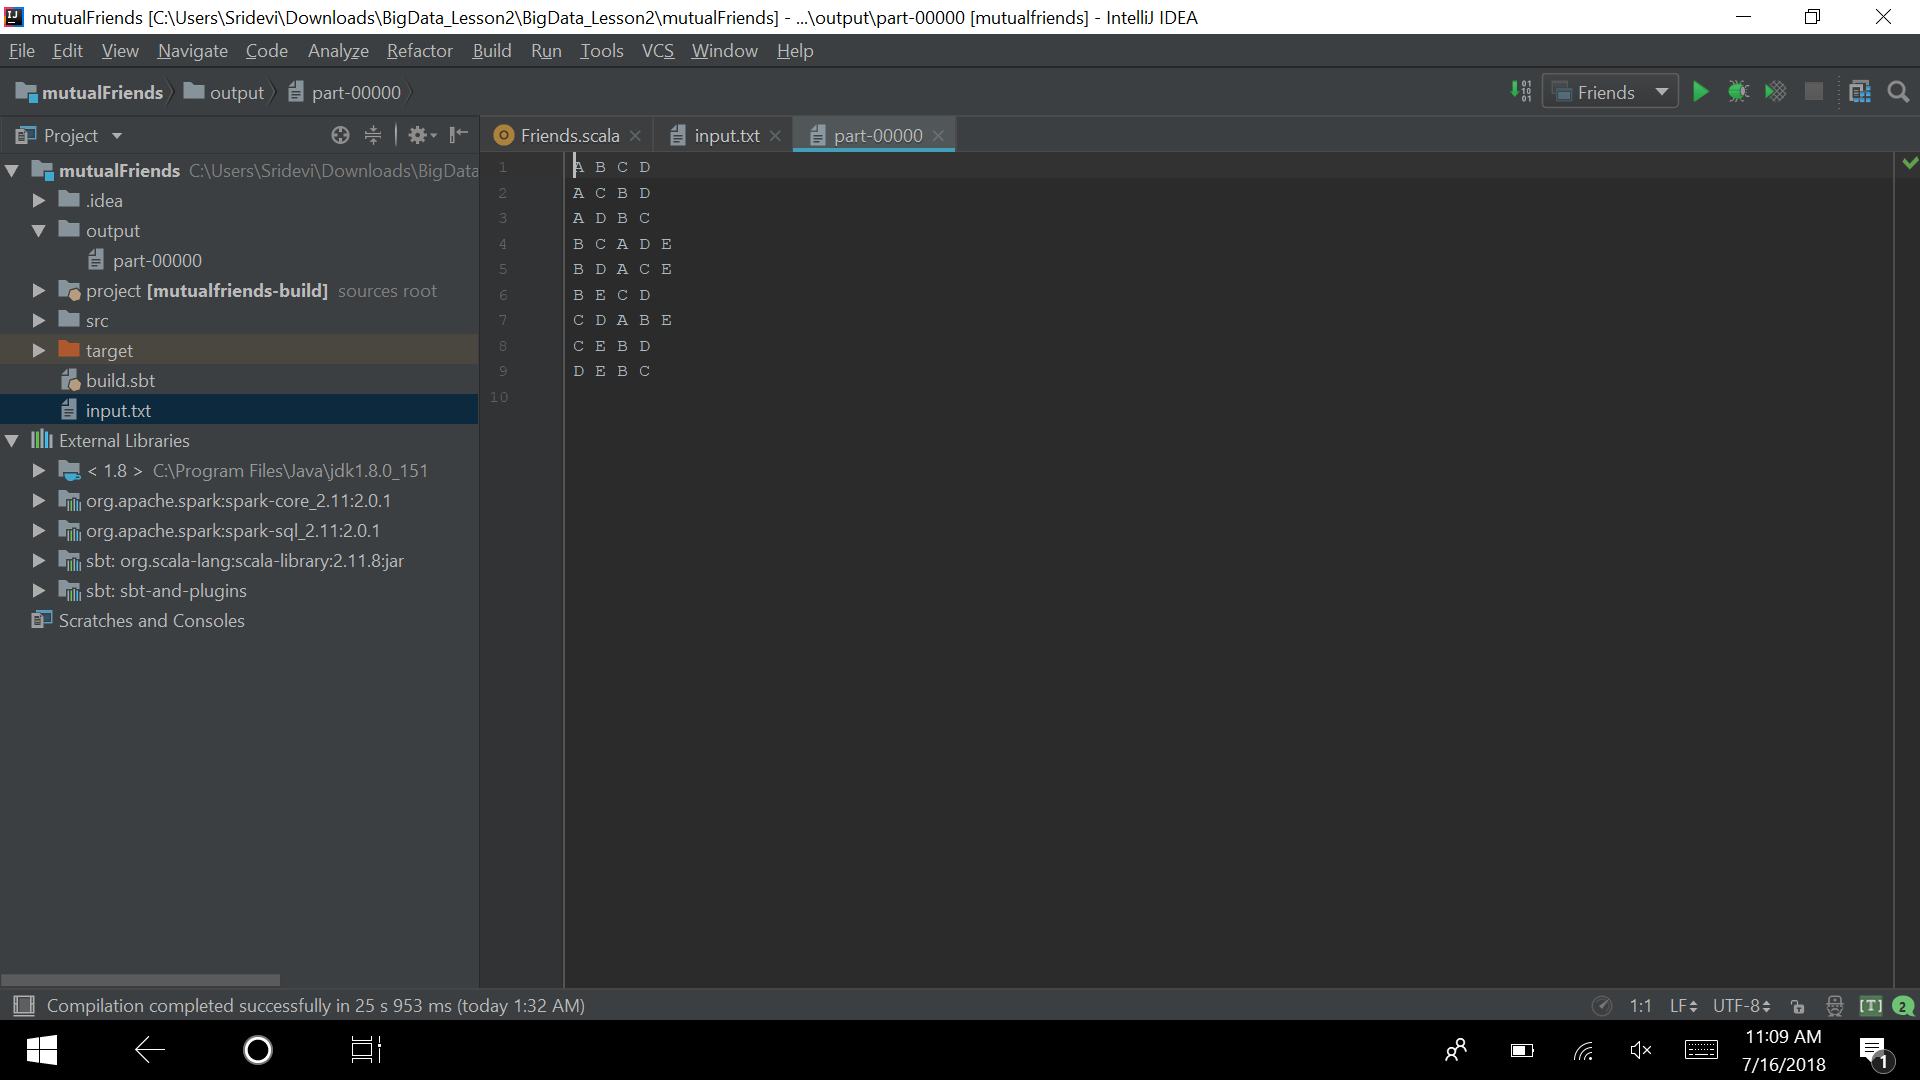 mutualFriends [C:\Users\Sridevi\Downloads\BigData_Lesson2\BigData_Lesson2\mutualFriends] - ...\output\part-00000 [mutualfriends] - IntelliJ IDEA
File Edit View Navigate Code Analyze Refactor Build Run Tools VCS Window Help
mutualFriends output part-00000 Friends
Project
Friends.scala input.txt part-00000
mutualFriends C:\Users\Sridevi\Downloads\BigData
.idea
output
part-00000
project [mutualfriends-build] sources root
src
target
build.sbt
input.txt
External Libraries
< 1.8 > C:\Program Files\Java\jdk1.8.0_151
org.apache.spark:spark-core_2.11:2.0.1
org.apache.spark:spark-sql_2.11:2.0.1
sbt: org.scala-lang:scala-library:2.11.8:jar
sbt: sbt-and-plugins
Scratches and Consoles
1 A B C D
2 A C B D
3 A D B C
4 B C A D E
5 B D A C E
6 B E C D
7 C D A B E
8 C E B D
9 D E B C
10
Compilation completed successfully in 25 s 953 ms (today 1:32 AM) 1:1 LF UTF-8 [T] 2
11:09 AM
7/16/2018
1